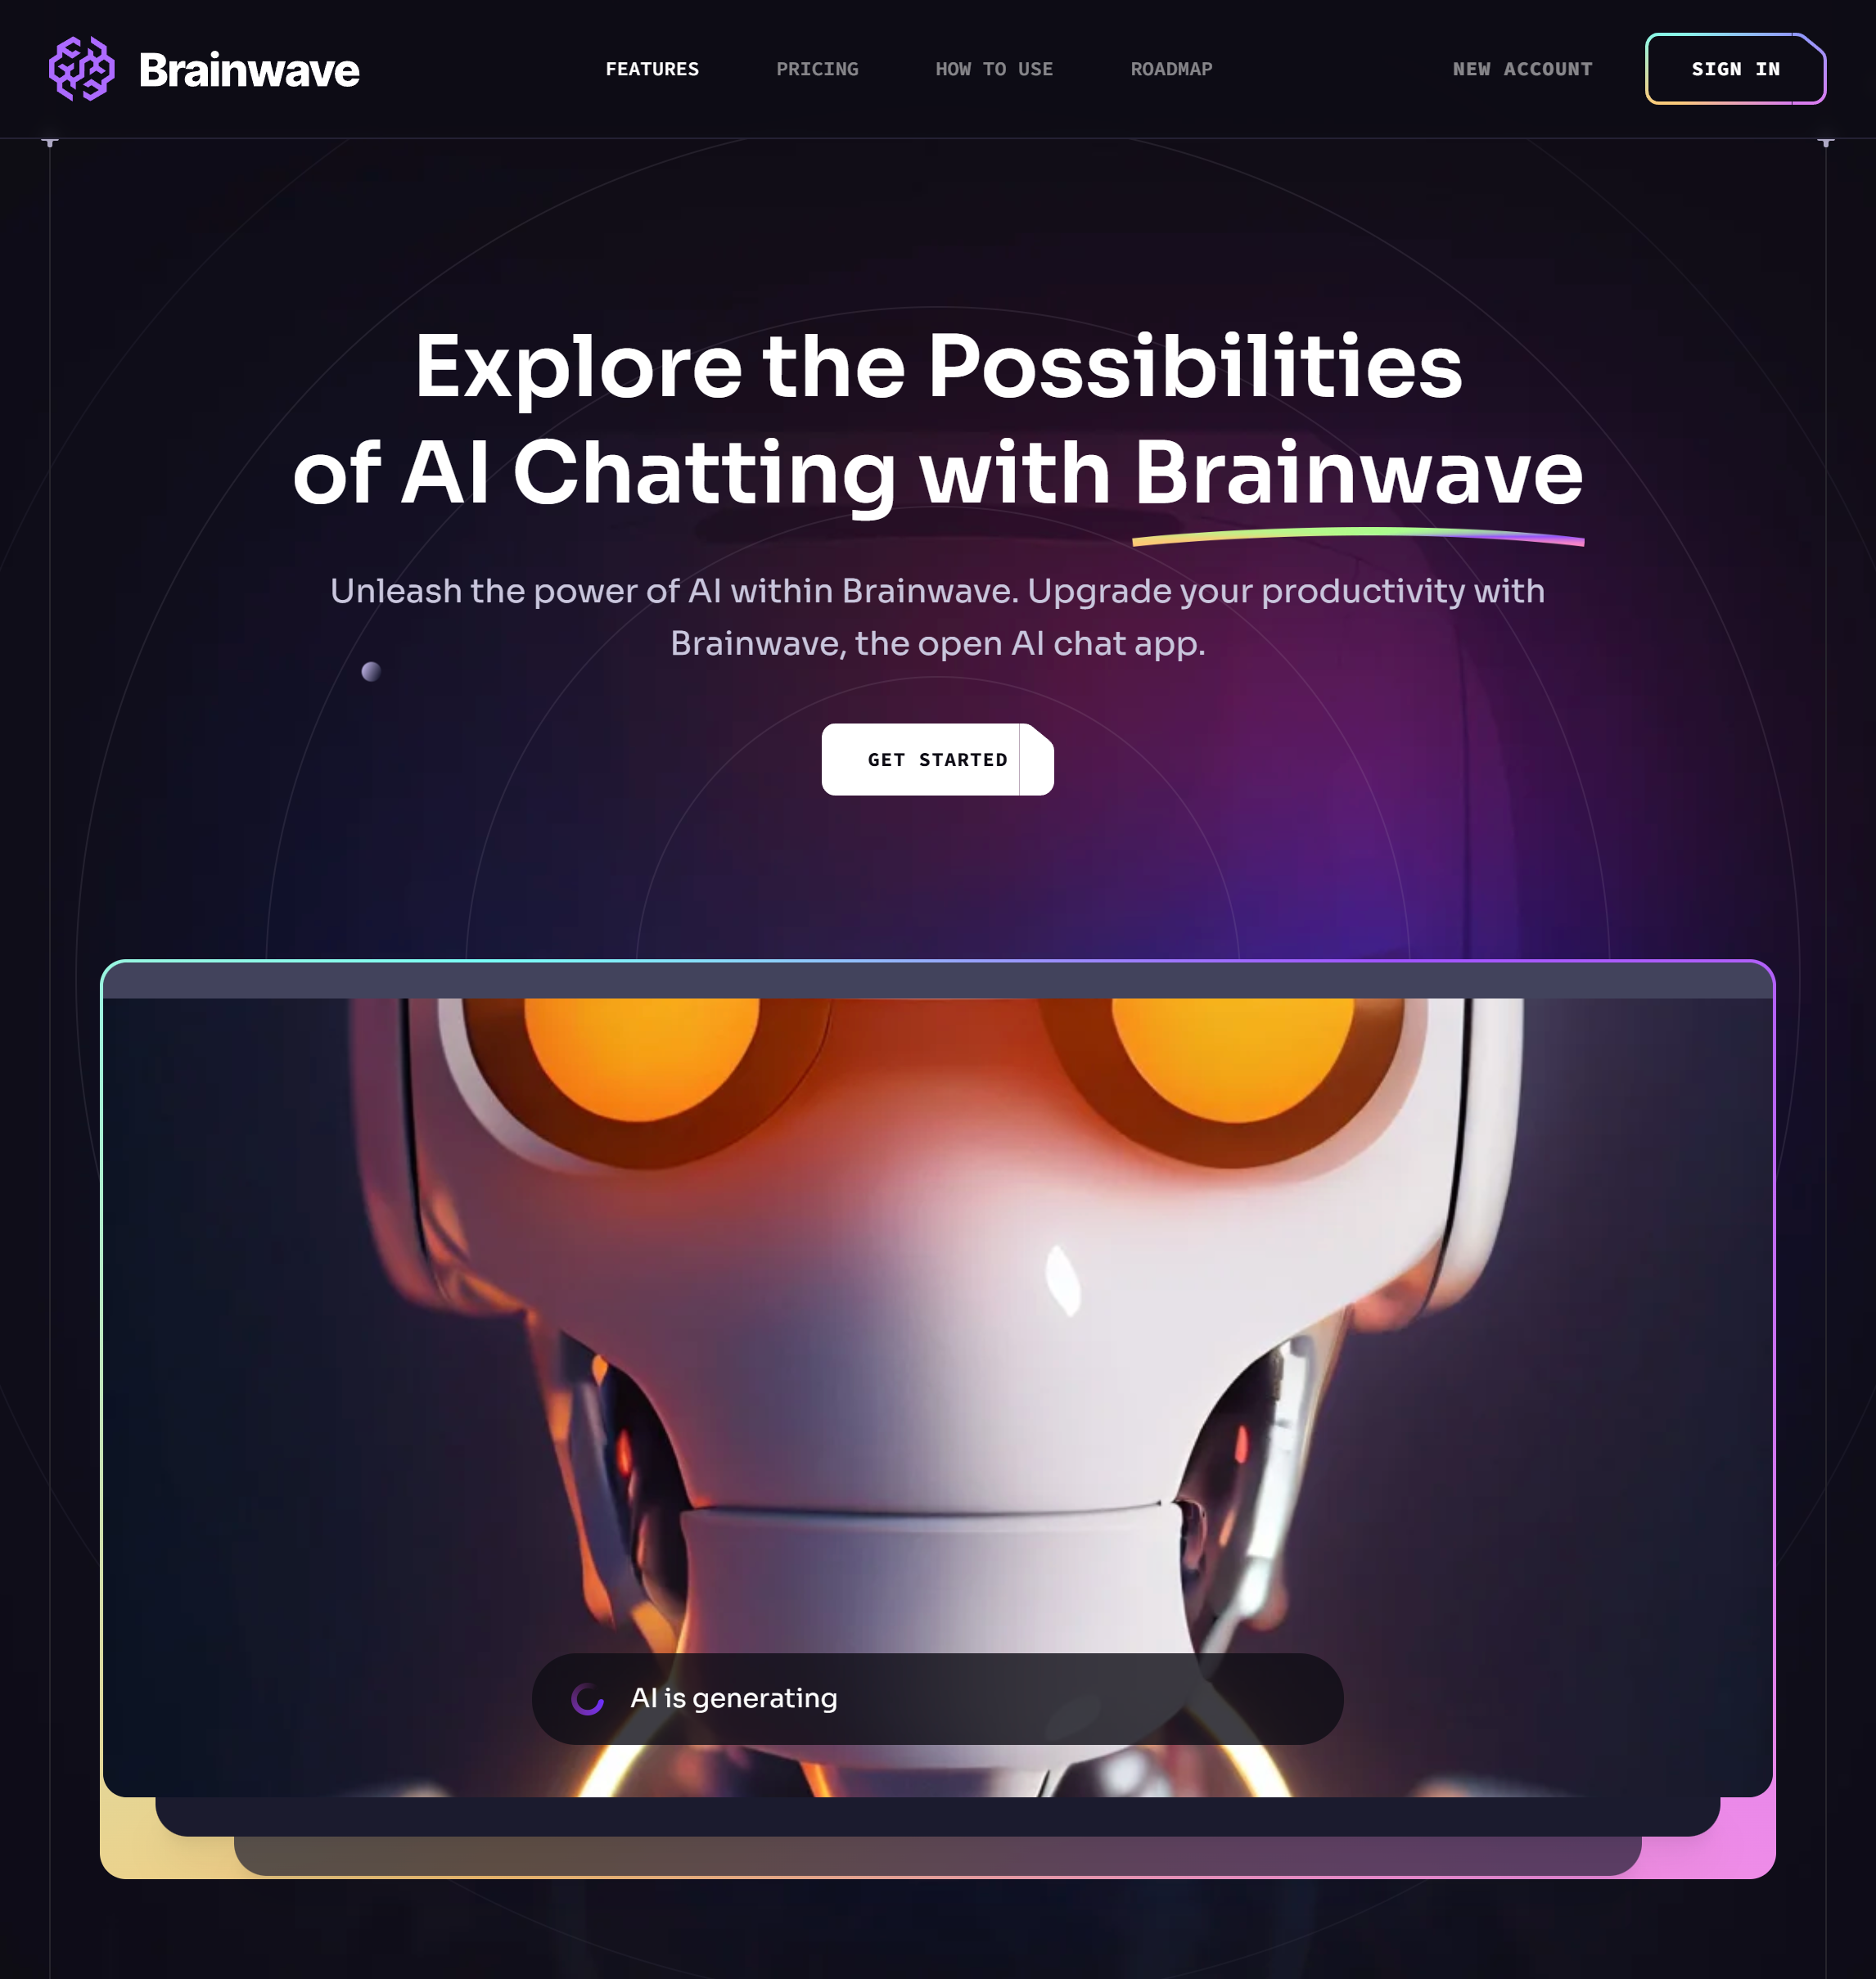 Brainwave
FEATURES
PRICING
HOW TO USE
ROADMAP
NEW ACCOUNT
SIGN IN
Explore the Possibilities
of AI Chatting with Brainwave
Unleash the power of AI within Brainwave. Upgrade your productivity with
Brainwave, the open AI chat app.
GET STARTED
AI is generating